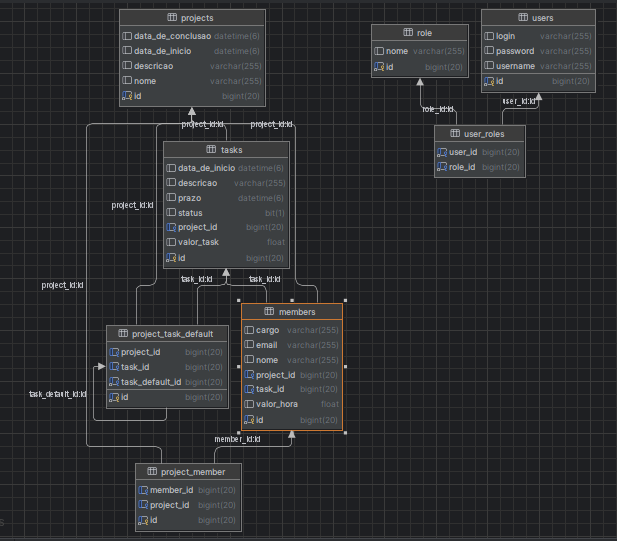 projects
data_de_conclusao datetime(6)
data_de_inicio datetime(6)
descricao varchar(255)
nome varchar(255)
id bigint(20)
role
nome varchar(255)
id bigint(20)
users
login varchar(255)
password varchar(255)
username varchar(255)
id bigint(20)
role_id:id
user_id:id
user_roles
user_id bigint(20)
role_id bigint(20)
project_id:id
project_id:id
tasks
data_de_inicio datetime(6)
descricao varchar(255)
prazo datetime(6)
status bit(1)
project_id bigint(20)
valor_task float
id bigint(20)
project_id:id
project_id:id
task_id:id
task_id:id
project_task_default
project_id bigint(20)
task_id bigint(20)
task_default_id bigint(20)
id bigint(20)
task_default_id:id
members
cargo varchar(255)
email varchar(255)
nome varchar(255)
project_id bigint(20)
task_id bigint(20)
valor_hora float
id bigint(20)
member_id:id
project_member
member_id bigint(20)
project_id bigint(20)
id bigint(20)